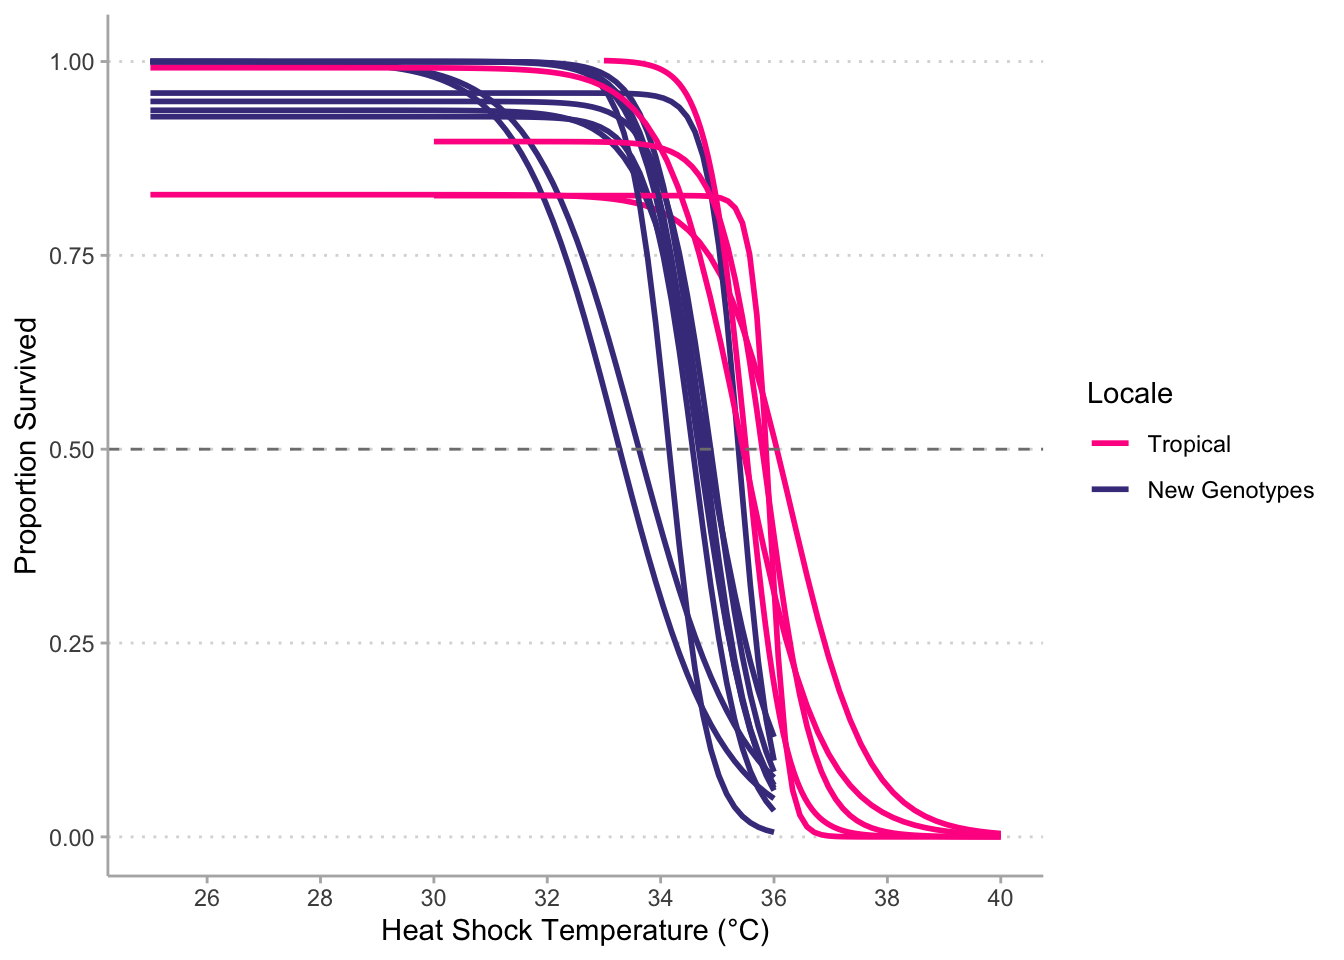 1.00
0.75
0.50
0.25
0.00
Proportion Survived
26 28 30 32 34 36 38 40
Heat Shock Temperature (°C)
Locale
Tropical
New Genotypes